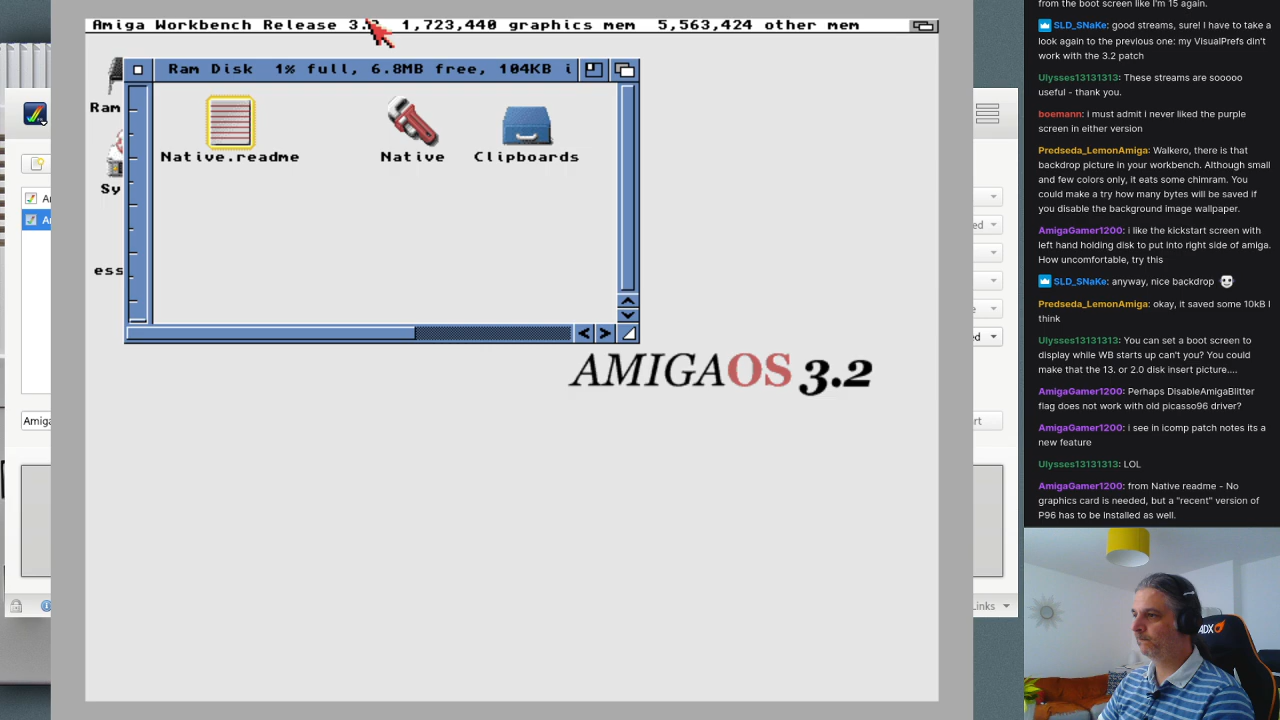 Amiga Workbench Release 3.2 1,723,440 graphics mem 5,563,424 other mem
Ram Disk 1% full, 6.8MB free, 104KB i
Ram
Native.readme
Native
Clipboards
Sy
ess
AMIGAOS 3.2
A
A
Amiga
ed
e
ed
rt
Links
from the boot screen like I'm 15 again.
SLD_SNaKe: good streams, sure! I have to take a
look again to the previous one: my VisualPrefs din't
work with the 3.2 patch
Ulysses13131313: These streams are sooooo
useful - thank you.
boemann: i must admit i never liked the purple
screen in either version
Predseda_LemonAmiga: Walkero, there is that
backdrop picture in your workbench. Although small
and few colors only, it eats some chimram. You
could make a try how many bytes will be saved if
you disable the background image wallpaper.
AmigaGamer1200: i like the kickstart screen with
left hand holding disk to put into right side of amiga.
How uncomfortable, try this
SLD_SNaKe: anyway, nice backdrop
Predseda_LemonAmiga: okay, it saved some 10kB I
think
Ulysses13131313: You can set a boot screen to
display while WB starts up can't you? You could
make that the 13. or 2.0 disk insert picture....
AmigaGamer1200: Perhaps DisableAmigaBlitter
flag does not work with old picasso96 driver?
AmigaGamer1200: i see in icomp patch notes its a
new feature
Ulysses13131313: LOL
AmigaGamer1200: from Native readme - No
graphics card is needed, but a "recent" version of
P96 has to be installed as well.
ADX